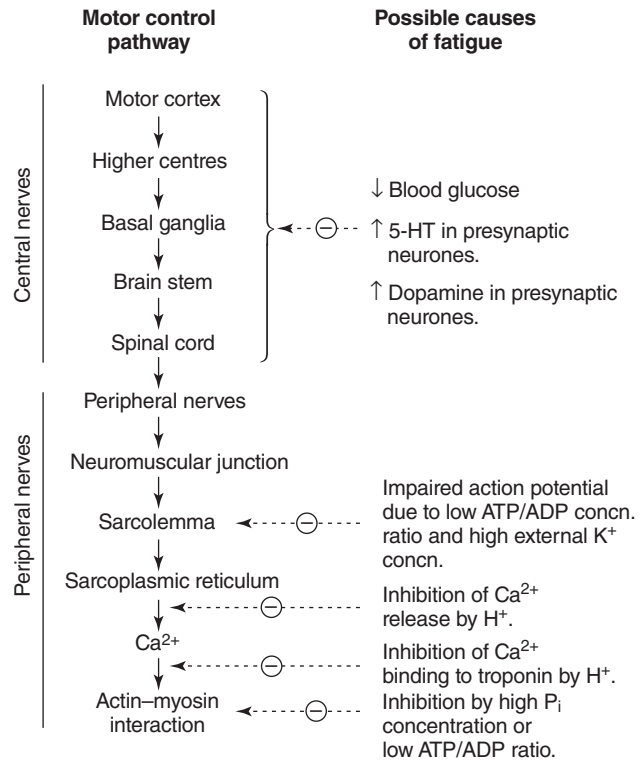 Motor control
pathway
Possible causes
of fatigue
Central nerves
Motor cortex
Higher centres
Basal ganglia
Brain stem
Spinal cord
↓ Blood glucose
↑ 5-HT in presynaptic
neurones.
↑ Dopamine in presynaptic
neurones.
Peripheral nerves
Peripheral nerves
Neuromuscular junction
Sarcolemma
Sarcoplasmic reticulum
Ca²⁺
Actin–myosin
interaction
Impaired action potential
due to low ATP/ADP concn.
ratio and high external K⁺
concn.
Inhibition of Ca²⁺
release by H⁺.
Inhibition of Ca²⁺
binding to troponin by H⁺.
Inhibition by high Pᵢ
concentration or
low ATP/ADP ratio.